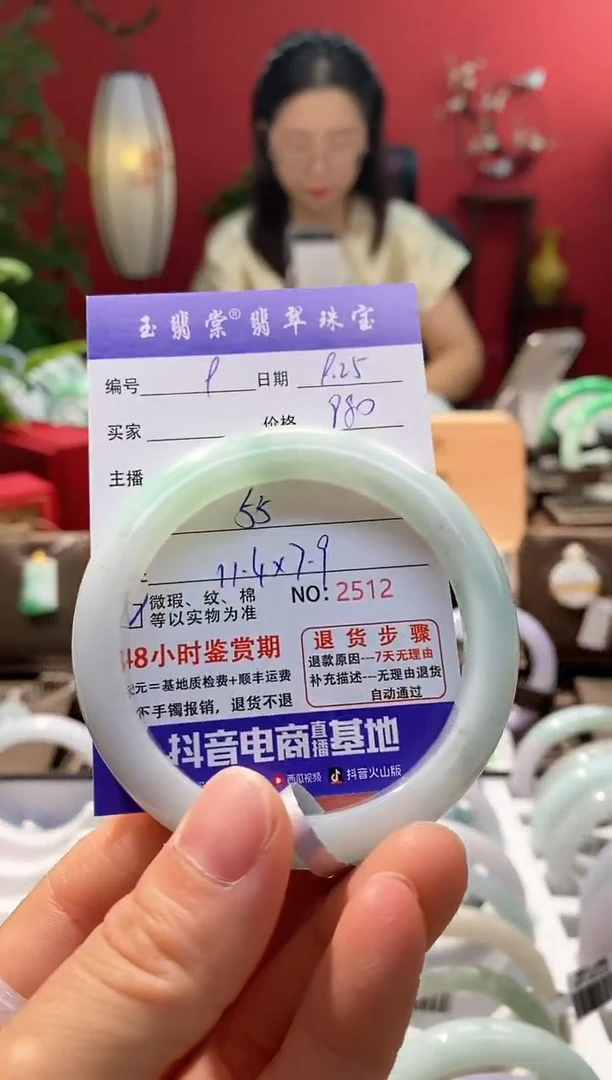 玉翡棠®翡翠珠宝
编号 P 日期 P.25
买家 价格 980
主播
55
11.4x7.9
微瑕、纹、棉
等以实物为准
NO: 2512
48小时鉴赏期
元=基地质检费+顺丰运费
不手镯报销，退货不退
退货步骤
退款原因---7天无理由
补充描述---无理由退货
自动通过
抖音电商直播基地
西瓜视频 抖音火山版